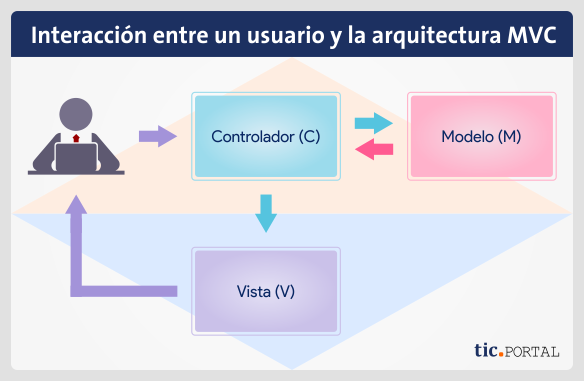 Interacción entre un usuario y la arquitectura MVC
Controlador (C)
Modelo (M)
Vista (V)
tic.PORTAL